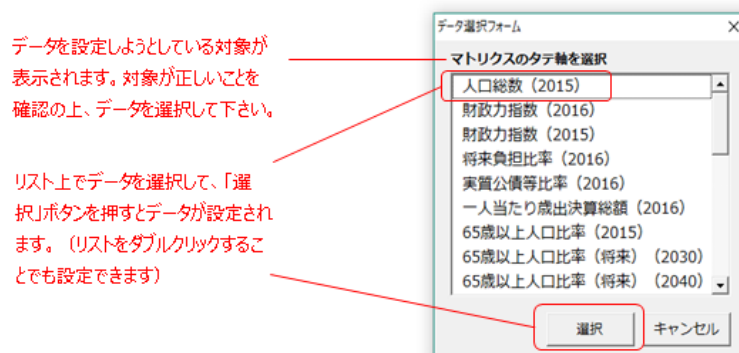 データを設定しようとしている対象が
表示されます。対象が正しいことを
確認の上、データを選択して下さい。
リスト上でデータを選択して、「選
択」ボタンを押すとデータが設定され
ます。（リストをダブルクリックするこ
とでも設定できます）
データ選択フォーム
マトリクスのタテ軸を選択
人口総数（2015）
財政力指数（2016）
財政力指数（2015）
将来負担比率（2016）
実質公債等比率（2016）
一人当たり歳出決算総額（2016）
65歳以上人口比率（2015）
65歳以上人口比率（将来）（2030）
65歳以上人口比率（将来）（2040）
選択
キャンセル